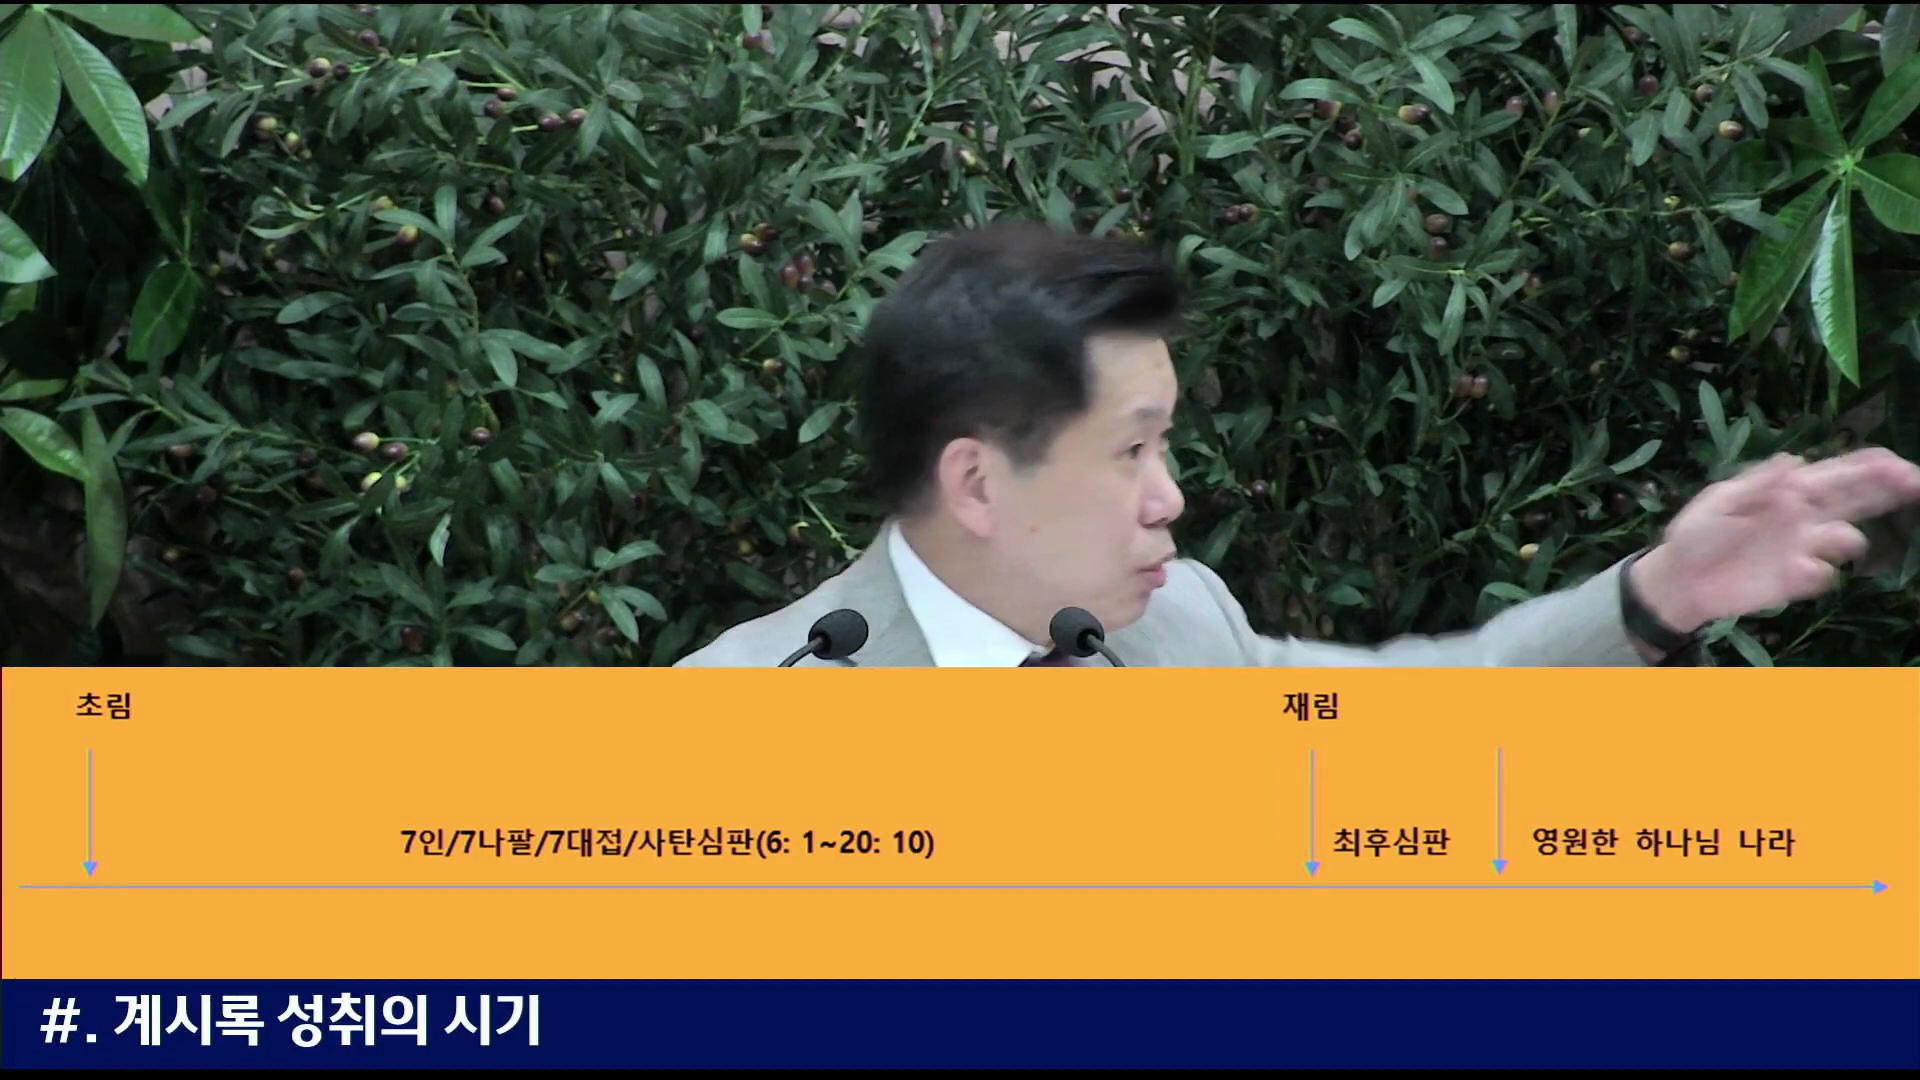 초림
재림
7인/7나팔/7대접/사탄심판(6: 1~20: 10)
최후심판
영원한 하나님 나라
#. 계시록 성취의 시기